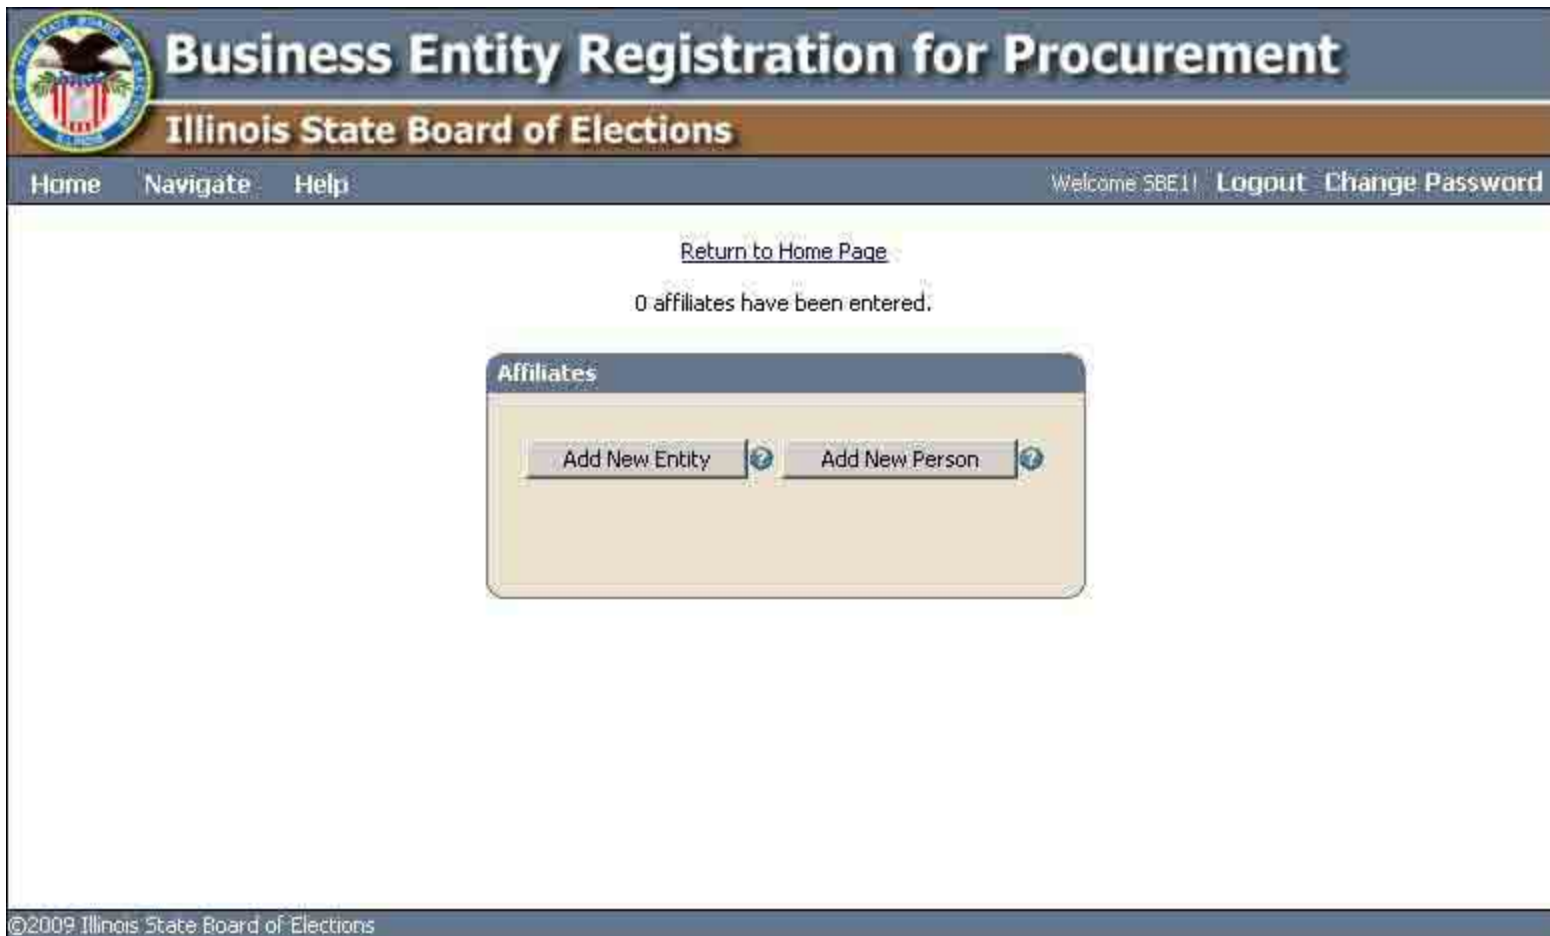 Business Entity Registration for Procurement
Illinois State Board of Elections
Home Navigate Help Welcome SBE1! Logout Change Password
Return to Home Page
0 affiliates have been entered.
Affiliates
Add New Entity Add New Person
©2009 Illinois State Board of Elections